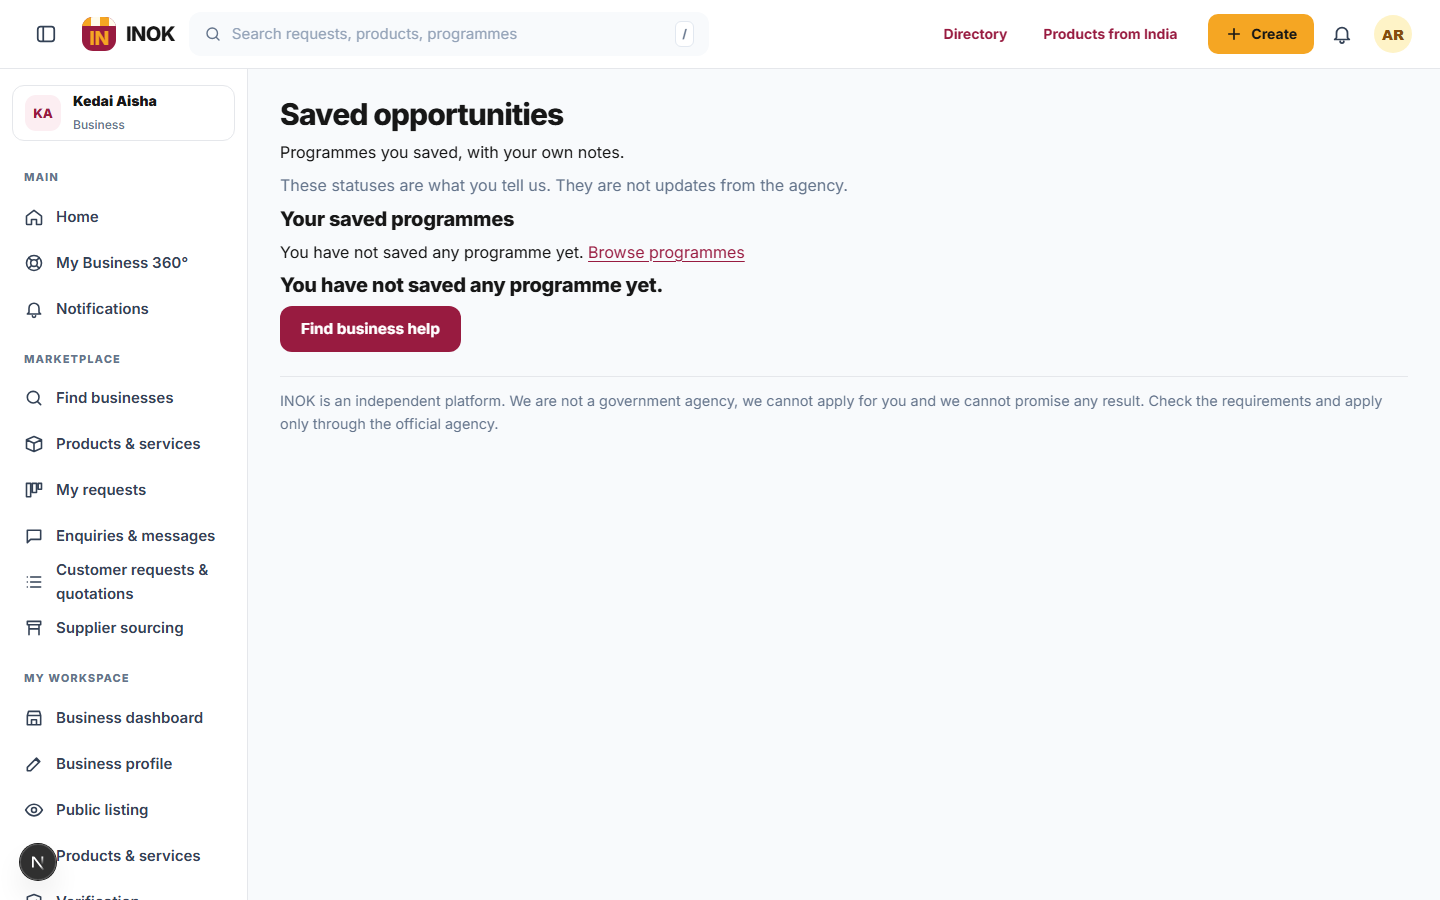 IN INOK
Search requests, products, programmes /
Directory
Products from India
+ Create
AR
KA
Kedai Aisha
Business
MAIN
Home
My Business 360°
Notifications
MARKETPLACE
Find businesses
Products & services
My requests
Enquiries & messages
Customer requests &
quotations
Supplier sourcing
MY WORKSPACE
Business dashboard
Business profile
Public listing
N
Products & services
Verification
Saved opportunities
Programmes you saved, with your own notes.
These statuses are what you tell us. They are not updates from the agency.
Your saved programmes
You have not saved any programme yet. Browse programmes
You have not saved any programme yet.
Find business help
INOK is an independent platform. We are not a government agency, we cannot apply for you and we cannot promise any result. Check the requirements and apply
only through the official agency.